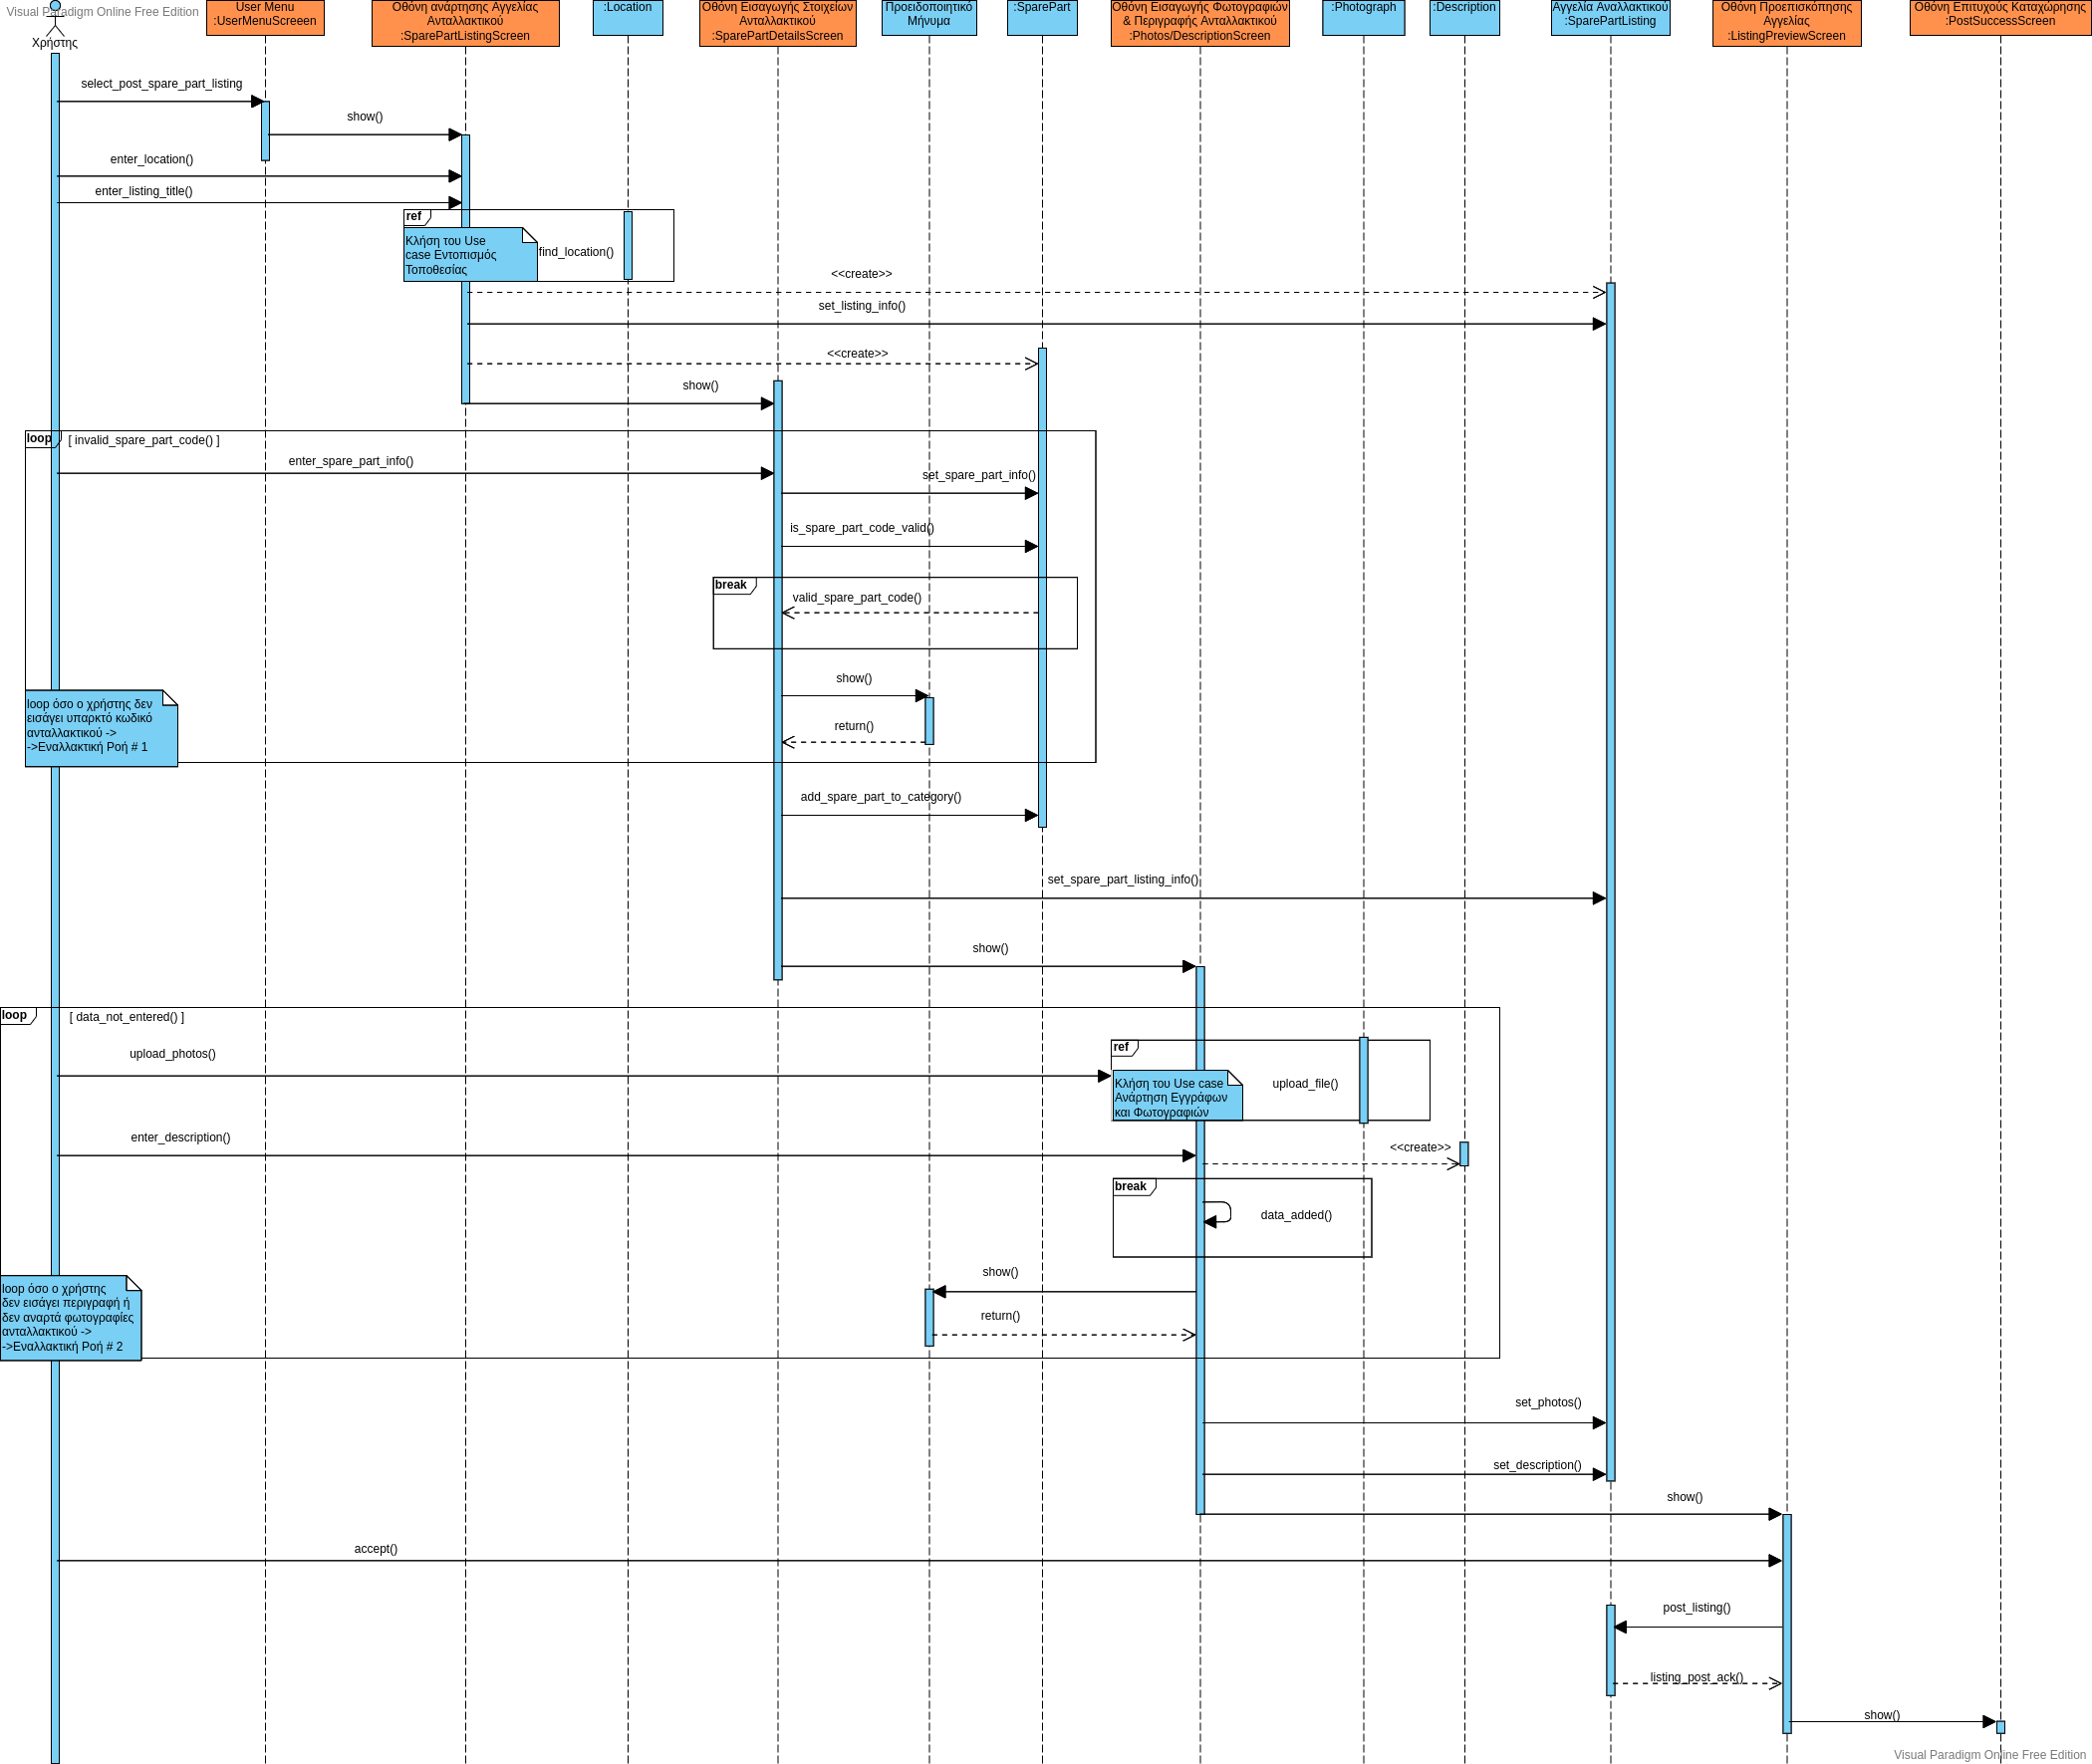 Visual Paradigm Online Free Edition
Χρήστης
User Menu
:UserMenuScreeen
Οθόνη ανάρτησης Αγγελίας
Ανταλλακτικού
:SparePartListingScreen
:Location
Οθόνη Εισαγωγής Στοιχείων
Ανταλλακτικού
:SparePartDetailsScreen
Προειδοποιητικό
Μήνυμα
:SparePart
Οθόνη Εισαγωγής Φωτογραφιών
& Περιγραφής Ανταλλακτικού
:Photos/DescriptionScreen
:Photograph
:Description
Αγγελία Αναλλακτικού
:SparePartListing
Οθόνη Προεπισκόπησης
Αγγελίας
:ListingPreviewScreen
Οθόνη Επιτυχούς Καταχώρησης
:PostSuccessScreen
select_post_spare_part_listing
show()
enter_location()
enter_listing_title()
ref
Κλήση του Use
case Εντοπισμός
Τοποθεσίας
find_location()
<<create>>
set_listing_info()
<<create>>
show()
loop
[ invalid_spare_part_code() ]
enter_spare_part_info()
set_spare_part_info()
is_spare_part_code_valid()
break
valid_spare_part_code()
show()
return()
loop όσο ο χρήστης δεν
εισάγει υπαρκτό κωδικό
ανταλλακτικού ->
->Εναλλακτική Ροή # 1
add_spare_part_to_category()
set_spare_part_listing_info()
show()
loop
[ data_not_entered() ]
upload_photos()
ref
Κλήση του Use case
Ανάρτηση Εγγράφων
και Φωτογραφιών
upload_file()
enter_description()
<<create>>
break
data_added()
show()
return()
loop όσο ο χρήστης
δεν εισάγει περιγραφή ή
δεν αναρτά φωτογραφίες
ανταλλακτικού ->
->Εναλλακτική Ροή # 2
set_photos()
set_description()
show()
accept()
post_listing()
listing_post_ack()
show()
Visual Paradigm Online Free Edition